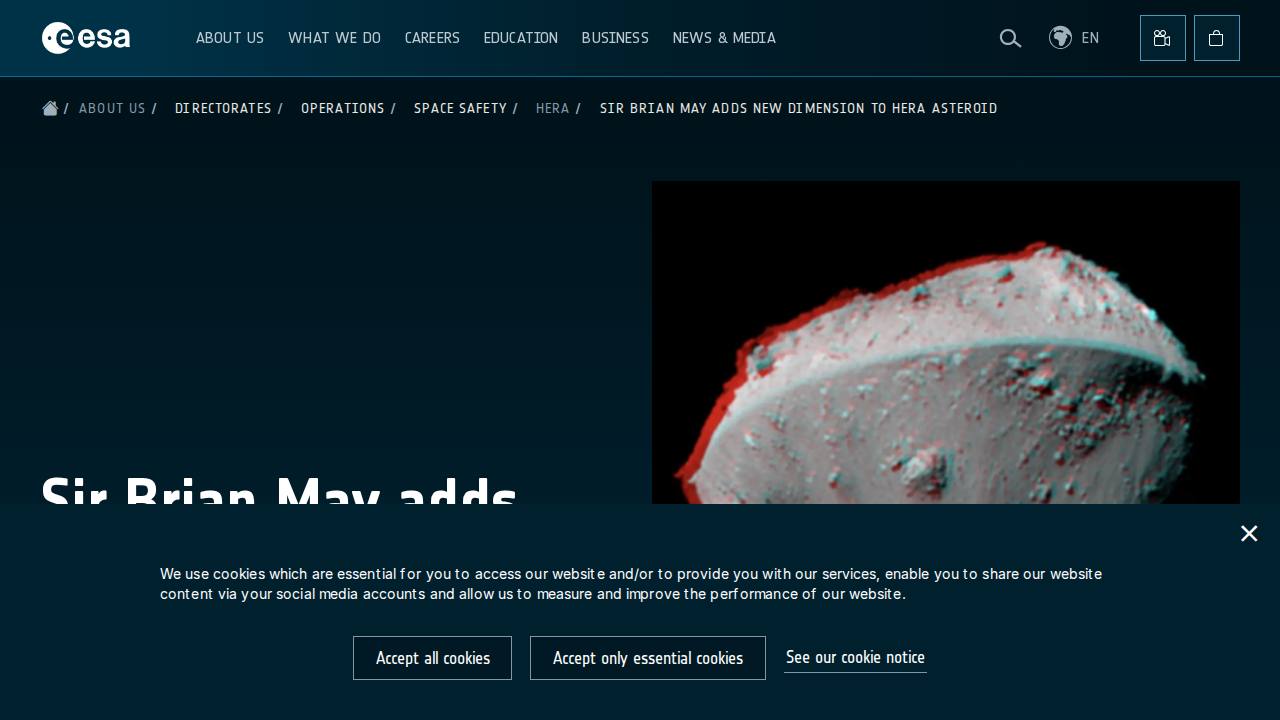 esa
ABOUT US WHAT WE DO CAREERS EDUCATION BUSINESS NEWS & MEDIA EN
/ ABOUT US / DIRECTORATES / OPERATIONS / SPACE SAFETY / HERA / SIR BRIAN MAY ADDS NEW DIMENSION TO HERA ASTEROID
Sir Brian May adds
We use cookies which are essential for you to access our website and/or to provide you with our services, enable you to share our website
content via your social media accounts and allow us to measure and improve the performance of our website.
Accept all cookies Accept only essential cookies See our cookie notice